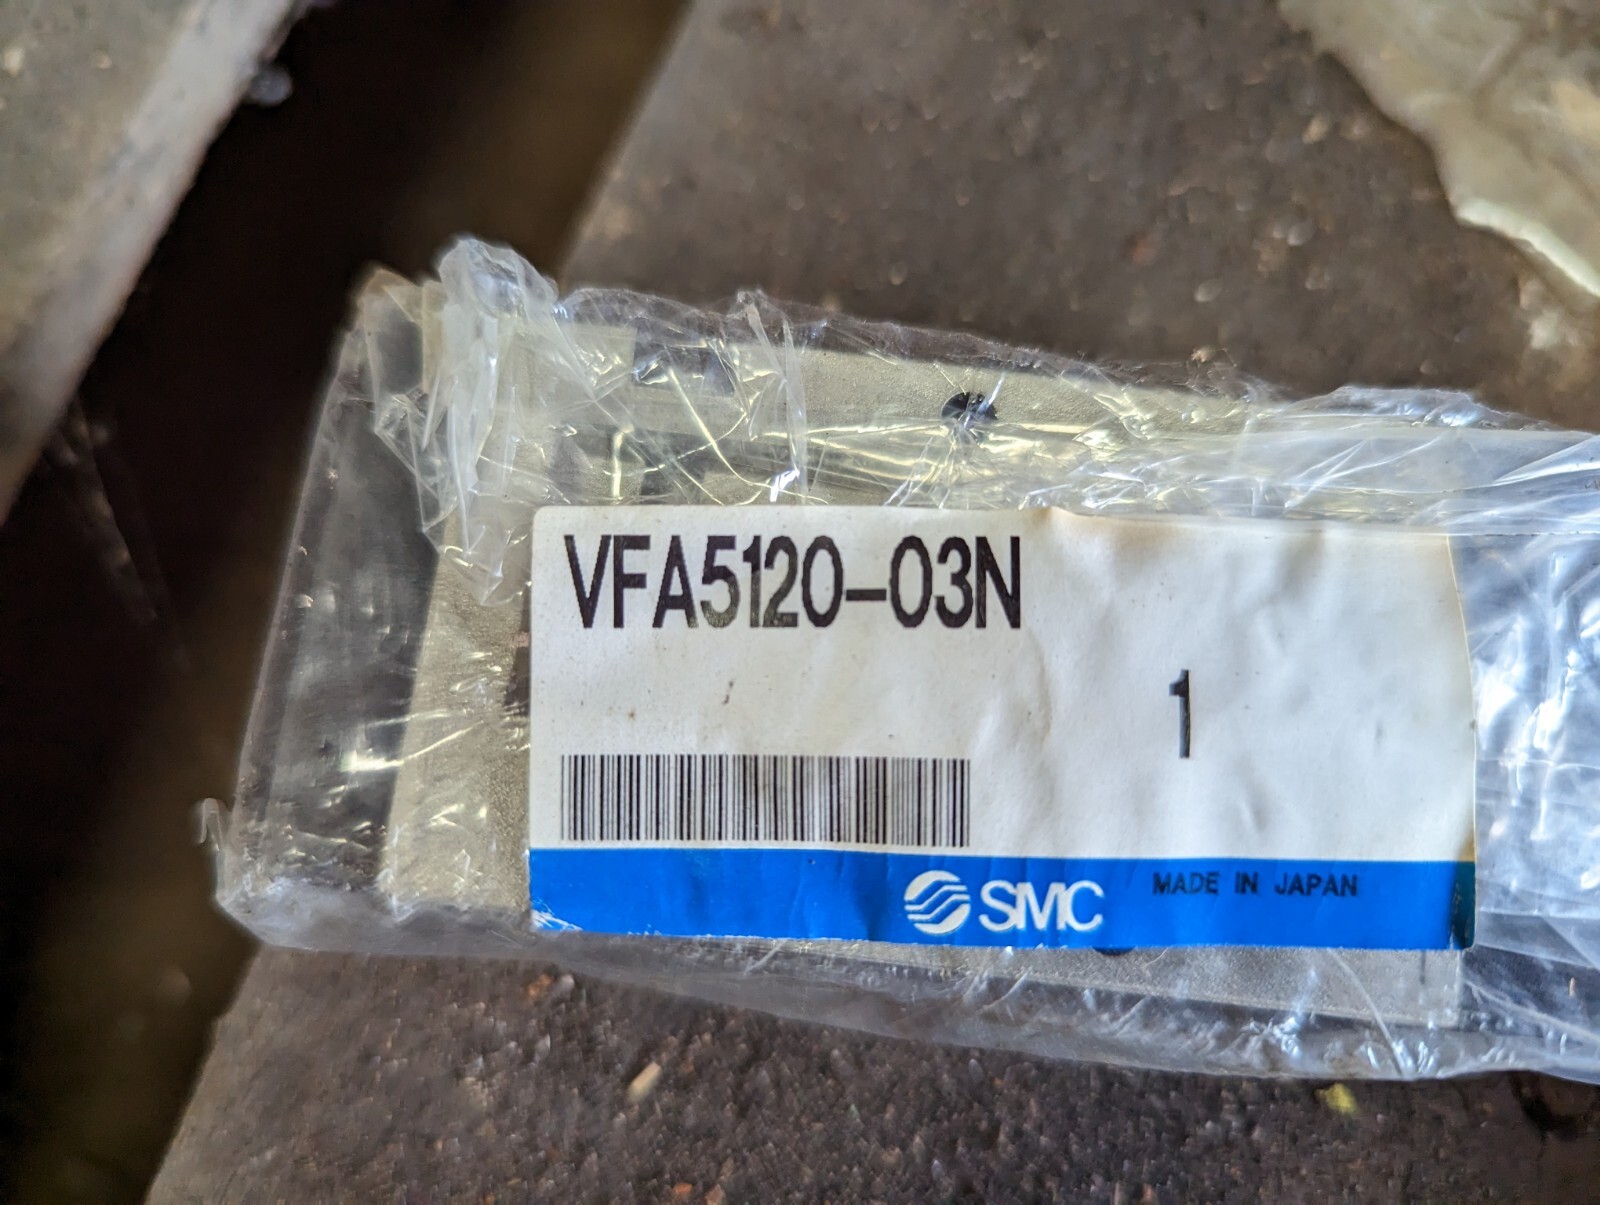 VFA5120-03N
1
SMC
MADE IN JAPAN